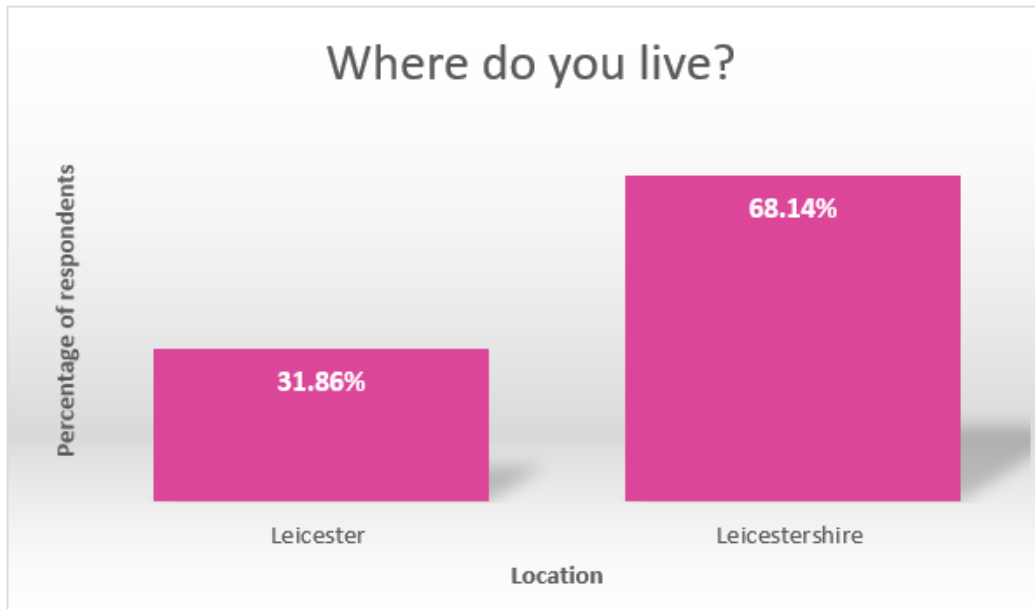 Where do you live?
Percentage of respondents
68.14%
31.86%
Leicester
Leicestershire
Location